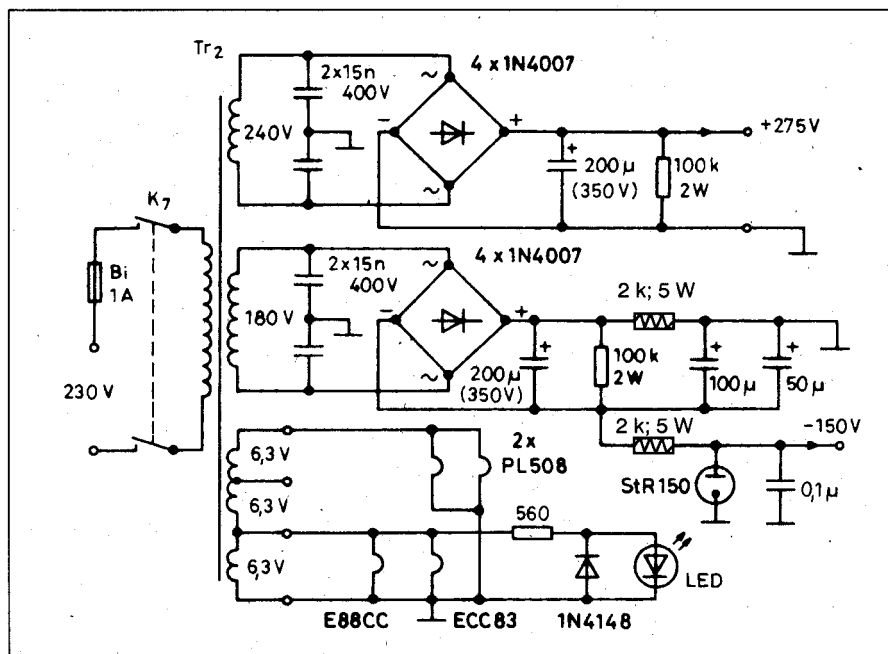 Tr2
4 x 1N4007
2x15n
400V
240V
200µ
(350V)
100k
2W
+275V
K7
Bi
1A
230 V
2x15n
400V
4 x 1N4007
180V
200µ
(350V)
100k
2W
2 k; 5 W
100µ
50µ
2 k; 5 W
-150V
StR150
0,1µ
6,3V
6,3V
6,3V
2x
PL508
560
LED
E88CC
ECC83
1N4148
+
-
~
~
+
+
-
~
~
+
+
+